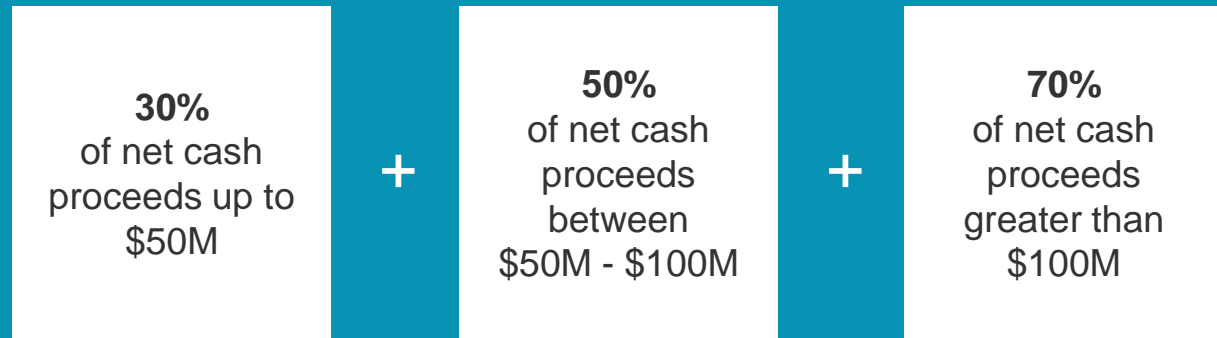 30%
of net cash
proceeds up to
$50M
+
50%
of net cash
proceeds
between
$50M - $100M
+
70%
of net cash
proceeds
greater than
$100M